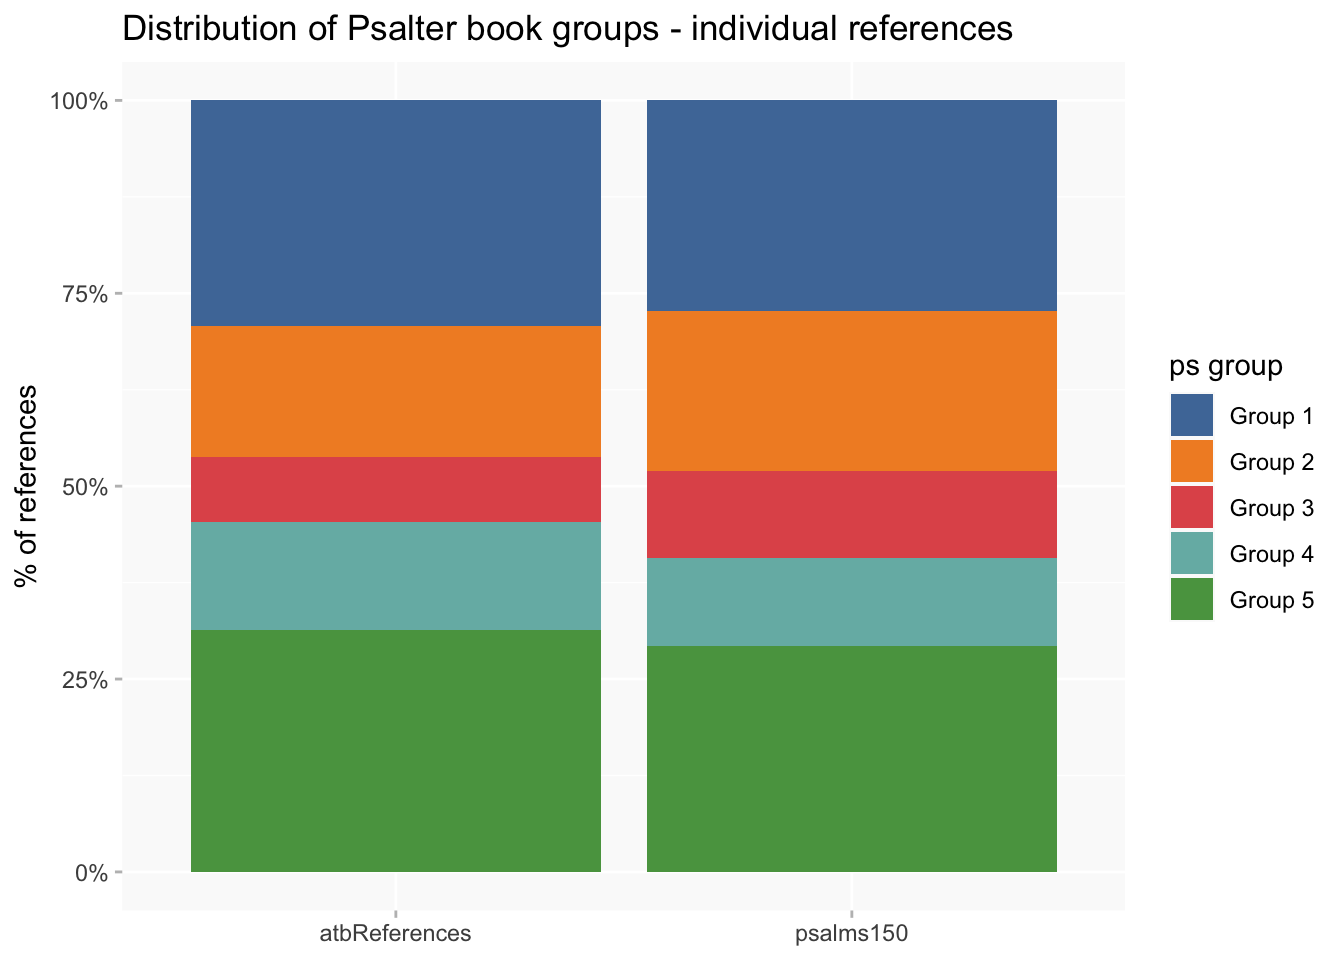 Distribution of Psalter book groups - individual references
100%
75%
50%
25%
0%
% of references
atbReferences
psalms150
ps group
Group 1
Group 2
Group 3
Group 4
Group 5